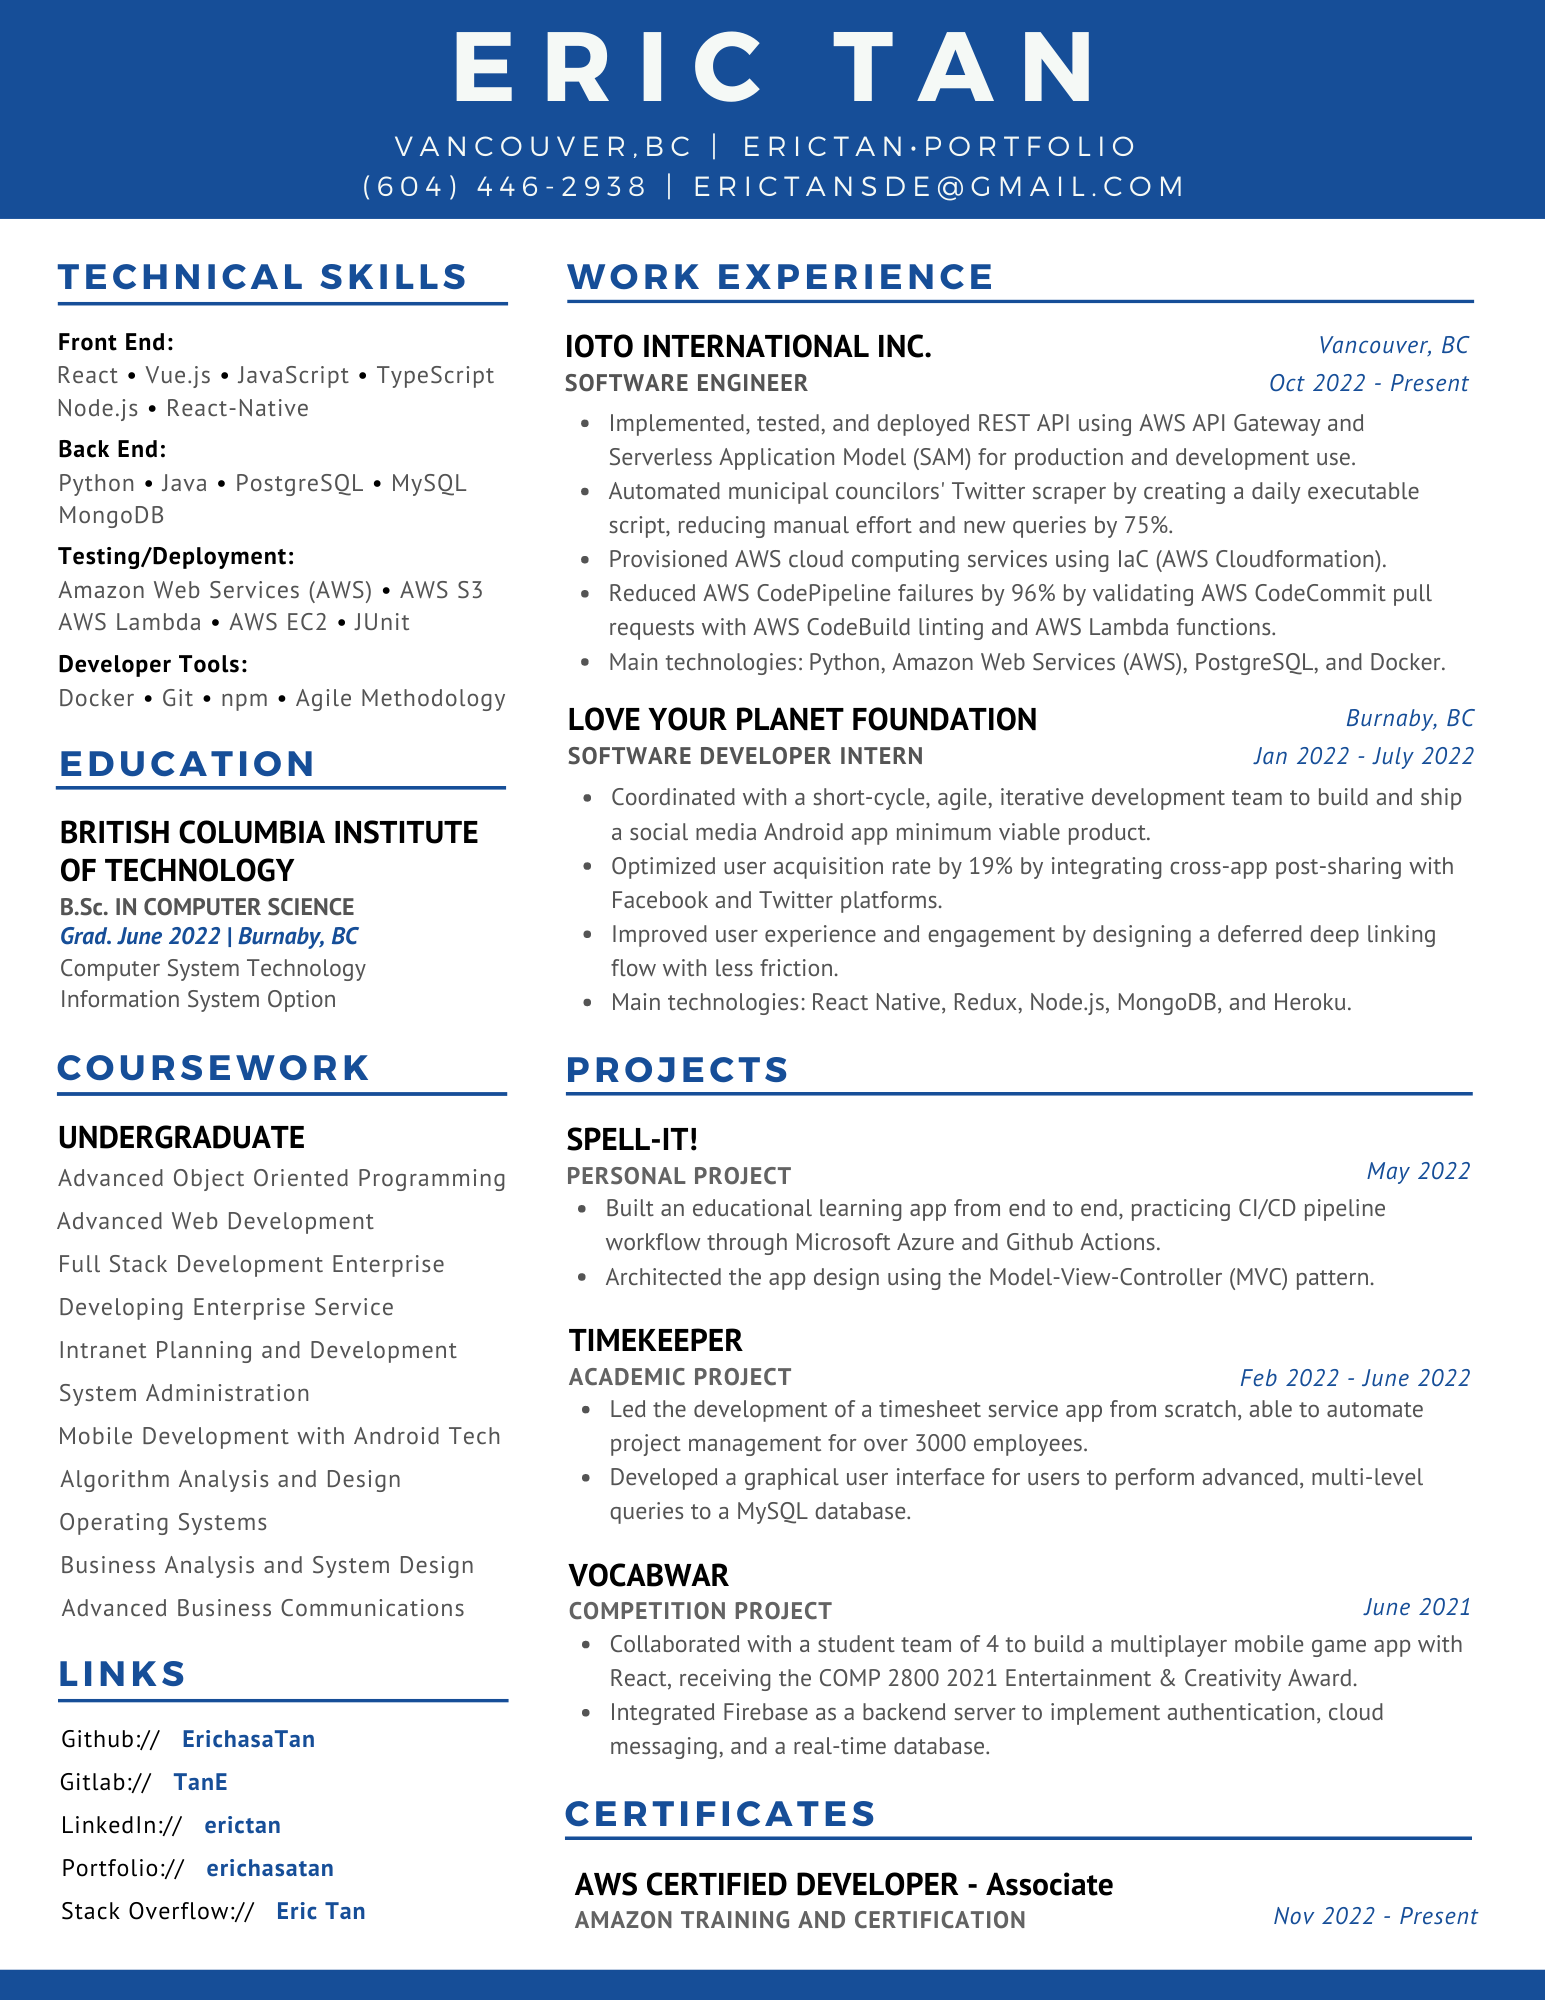 ERIC TAN
VANCOUVER,BC | ERICTAN•PORTFOLIO
(604) 446-2938 | ERICTANSDE@GMAIL.COM
TECHNICAL SKILLS
Front End:
React • Vue.js • JavaScript • TypeScript
Node.js • React-Native
Back End:
Python • Java • PostgreSQL • MySQL
MongoDB
Testing/Deployment:
Amazon Web Services (AWS) • AWS S3
AWS Lambda • AWS EC2 • JUnit
Developer Tools:
Docker • Git • npm • Agile Methodology
EDUCATION
BRITISH COLUMBIA INSTITUTE
OF TECHNOLOGY
B.Sc. IN COMPUTER SCIENCE
Grad. June 2022 | Burnaby, BC
Computer System Technology
Information System Option
COURSEWORK
UNDERGRADUATE
Advanced Object Oriented Programming
Advanced Web Development
Full Stack Development Enterprise
Developing Enterprise Service
Intranet Planning and Development
System Administration
Mobile Development with Android Tech
Algorithm Analysis and Design
Operating Systems
Business Analysis and System Design
Advanced Business Communications
LINKS
Github:// ErichasaTan
Gitlab:// TanE
LinkedIn:// erictan
Portfolio:// erichasatan
Stack Overflow:// Eric Tan
WORK EXPERIENCE
IOTO INTERNATIONAL INC. Vancouver, BC
SOFTWARE ENGINEER Oct 2022 - Present
• Implemented, tested, and deployed REST API using AWS API Gateway and
Serverless Application Model (SAM) for production and development use.
• Automated municipal councilors' Twitter scraper by creating a daily executable
script, reducing manual effort and new queries by 75%.
• Provisioned AWS cloud computing services using IaC (AWS Cloudformation).
• Reduced AWS CodePipeline failures by 96% by validating AWS CodeCommit pull
requests with AWS CodeBuild linting and AWS Lambda functions.
• Main technologies: Python, Amazon Web Services (AWS), PostgreSQL, and Docker.
LOVE YOUR PLANET FOUNDATION Burnaby, BC
SOFTWARE DEVELOPER INTERN Jan 2022 - July 2022
• Coordinated with a short-cycle, agile, iterative development team to build and ship
a social media Android app minimum viable product.
• Optimized user acquisition rate by 19% by integrating cross-app post-sharing with
Facebook and Twitter platforms.
• Improved user experience and engagement by designing a deferred deep linking
flow with less friction.
• Main technologies: React Native, Redux, Node.js, MongoDB, and Heroku.
PROJECTS
SPELL-IT!
PERSONAL PROJECT May 2022
• Built an educational learning app from end to end, practicing CI/CD pipeline
workflow through Microsoft Azure and Github Actions.
• Architected the app design using the Model-View-Controller (MVC) pattern.
TIMEKEEPER
ACADEMIC PROJECT Feb 2022 - June 2022
• Led the development of a timesheet service app from scratch, able to automate
project management for over 3000 employees.
• Developed a graphical user interface for users to perform advanced, multi-level
queries to a MySQL database.
VOCABWAR
COMPETITION PROJECT June 2021
• Collaborated with a student team of 4 to build a multiplayer mobile game app with
React, receiving the COMP 2800 2021 Entertainment & Creativity Award.
• Integrated Firebase as a backend server to implement authentication, cloud
messaging, and a real-time database.
CERTIFICATES
AWS CERTIFIED DEVELOPER - Associate
AMAZON TRAINING AND CERTIFICATION Nov 2022 - Present